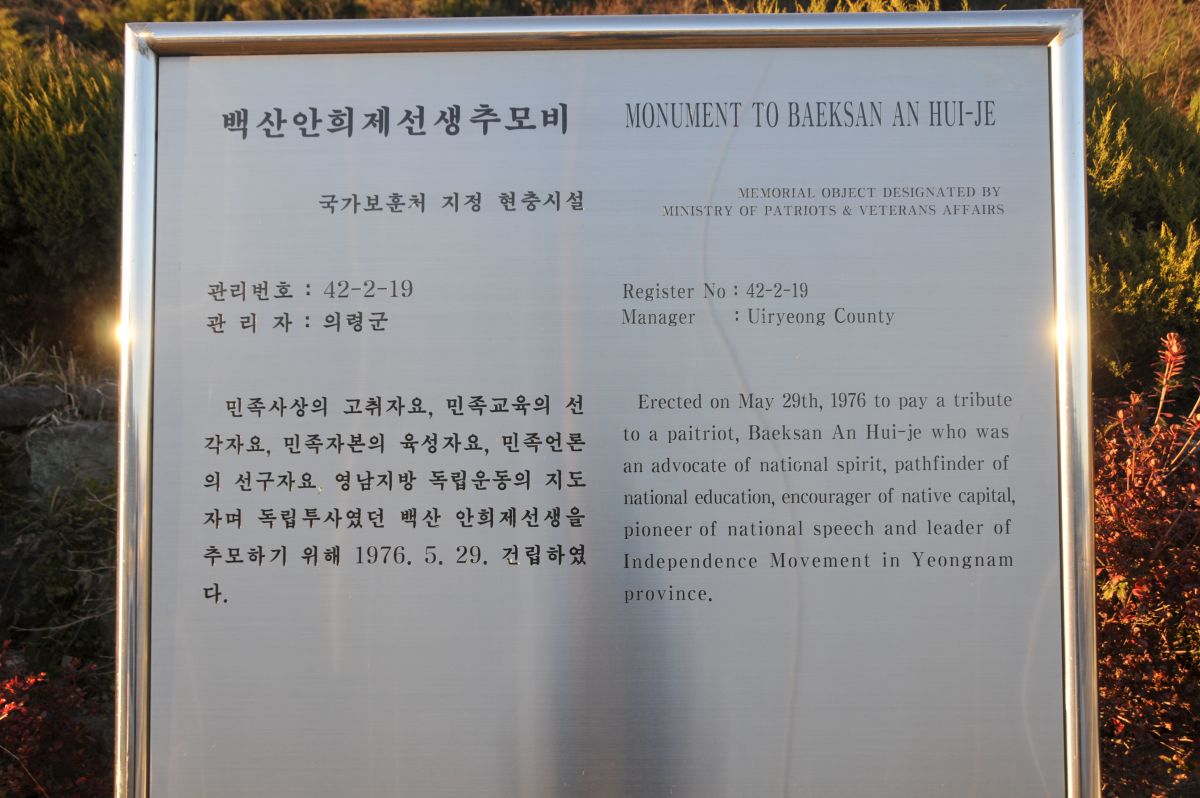 백산안희제선생추모비
국가보훈처 지정 현충시설
관리번호 : 42-2-19
관 리 자 : 의령군
민족사상의 고취자요, 민족교육의 선
각자요, 민족자본의 육성자요, 민족언론
의 선구자요 영남지방 독립운동의 지도
자며 독립투사였던 백산 안희제선생을
추모하기 위해 1976. 5. 29. 건립하였
다.
MONUMENT TO BAEKSAN AN HUI-JE
MEMORIAL OBJECT DESIGNATED BY
MINISTRY OF PATRIOTS & VETERANS AFFAIRS
Register No : 42-2-19
Manager : Uiryeong County
Erected on May 29th, 1976 to pay a tribute
to a paitriot, Baeksan An Hui-je who was
an advocate of national spirit, pathfinder of
national education, encourager of native capital,
pioneer of national speech and leader of
Independence Movement in Yeongnam
province.